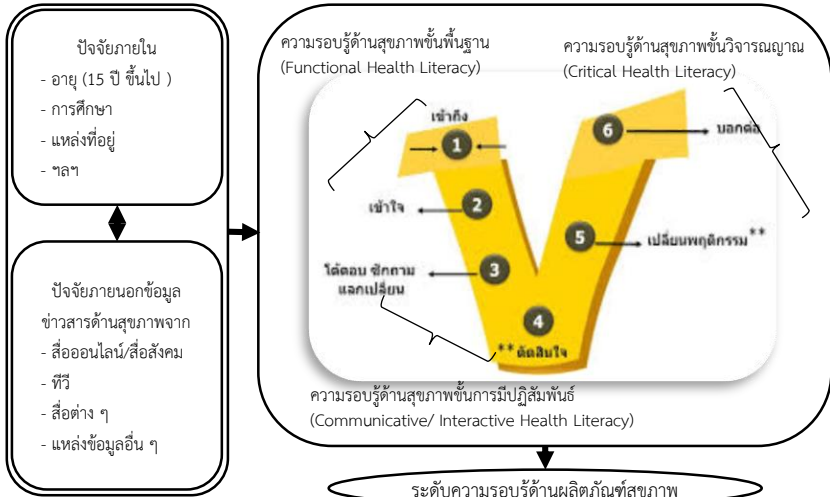 ปัจจัยภายใน
- อายุ (15 ปี ขึ้นไป )
- การศึกษา
- แหล่งที่อยู่
- ฯลฯ
ปัจจัยภายนอกข้อมูล
ข่าวสารด้านสุขภาพจาก
- สื่อออนไลน์/สื่อสังคม
- ทีวี
- สื่อต่าง ๆ
- แหล่งข้อมูลอื่น ๆ
ความรอบรู้ด้านสุขภาพขั้นพื้นฐาน
(Functional Health Literacy)
ความรอบรู้ด้านสุขภาพขั้นวิจารณญาณ
(Critical Health Literacy)
เข้าถึง
1
2
เข้าใจ
3
โต้ตอบ ซักถาม
แลกเปลี่ยน
4
**ตัดสินใจ
5
เปลี่ยนพฤติกรรม**
6
บอกต่อ
ความรอบรู้ด้านสุขภาพขั้นการมีปฏิสัมพันธ์
(Communicative/ Interactive Health Literacy)
ระดับความรอบรู้ด้านผลิตภัณฑ์สุขภาพ